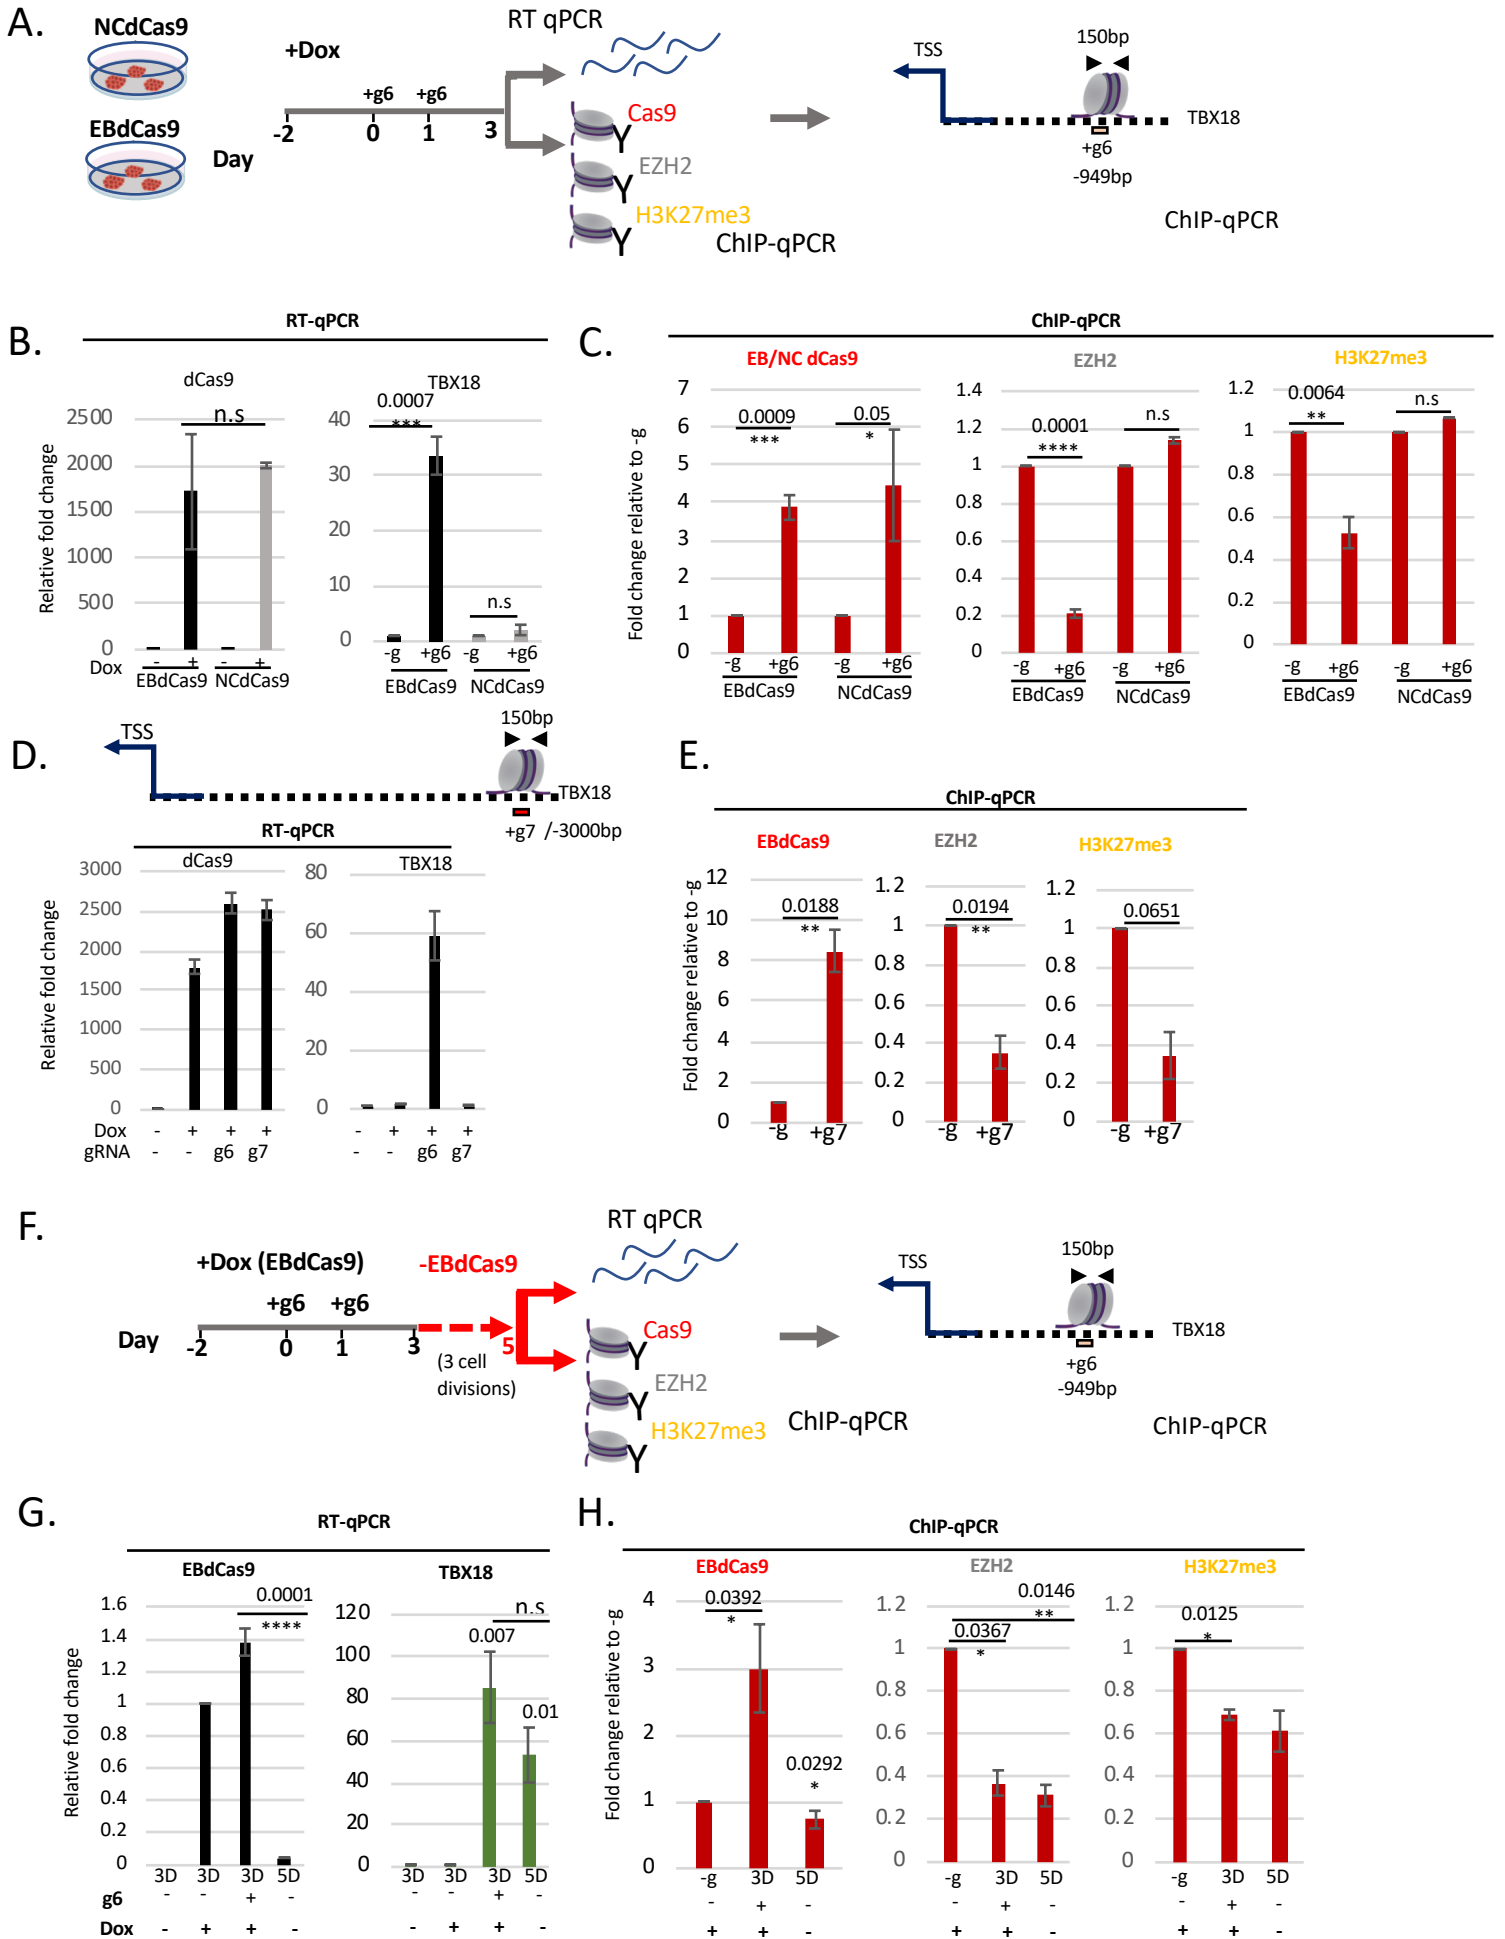 A.
NCdCas9
EBdCas9
+Dox
+g6 +g6
-2 0 1 3
Day
RT qPCR
Cas9
EZH2
H3K27me3
ChIP-qPCR
TSS
150bp
TBX18
+g6
-949bp
ChIP-qPCR
B.
RT-qPCR
dCas9
Relative fold change
2500
2000
1500
1000
500
0
n.s
Dox - + - +
EBdCas9 NCdCas9
TBX18
0.0007
***
40
30
20
10
0
n.s
-g +g6 -g +g6
EBdCas9 NCdCas9
C.
ChIP-qPCR
EB/NC dCas9
Fold change relative to -g
7
6
5
4
3
2
1
0
0.0009
***
0.05
*
-g +g6 -g +g6
EBdCas9 NCdCas9
EZH2
1.4
1.2
1
0.8
0.6
0.4
0.2
0
0.0001
****
n.s
-g +g6 -g +g6
EBdCas9 NCdCas9
H3K27me3
1.2
1
0.8
0.6
0.4
0.2
0
0.0064
**
n.s
-g +g6 -g +g6
EBdCas9 NCdCas9
D.
TSS
150bp
TBX18
+g7 /-3000bp
RT-qPCR
dCas9
Relative fold change
3000
2500
2000
1500
1000
500
0
TBX18
80
60
40
20
0
Dox - + + + - + + +
gRNA - - g6 g7 - - g6 g7
E.
ChIP-qPCR
EBdCas9
Fold change relative to -g
12
10
8
6
4
2
0
0.0188
**
-g +g7
EZH2
1.2
1
0.8
0.6
0.4
0.2
0
0.0194
**
-g +g7
H3K27me3
1.2
1
0.8
0.6
0.4
0.2
0
0.0651
-g +g7
F.
+Dox (EBdCas9)
-EBdCas9
+g6 +g6
Day
-2 0 1 3 5
(3 cell
divisions)
RT qPCR
Cas9
EZH2
H3K27me3
ChIP-qPCR
TSS
150bp
TBX18
+g6
-949bp
ChIP-qPCR
G.
RT-qPCR
EBdCas9
Relative fold change
1.6
1.4
1.2
1
0.8
0.6
0.4
0.2
0
0.0001
****
3D 3D 3D 5D
g6 - - + -
Dox - + + -
TBX18
120
100
80
60
40
20
0
n.s
0.007
0.01
3D 3D 3D 5D
- - + -
- + + -
H.
ChIP-qPCR
EBdCas9
Fold change relative to -g
4
3
2
1
0
0.0392
*
0.0292
*
-g 3D 5D
- + -
+ + -
EZH2
1.2
1
0.8
0.6
0.4
0.2
0
0.0146
**
0.0367
*
-g 3D 5D
- + -
+ + -
H3K27me3
1.2
1
0.8
0.6
0.4
0.2
0
0.0125
*
-g 3D 5D
- + -
+ + -